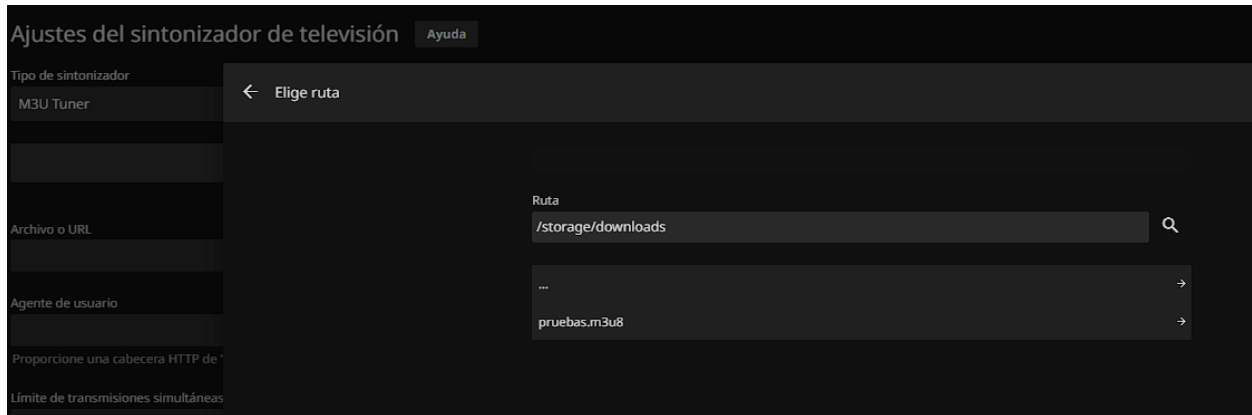 Ajustes del sintonizador de televisión Ayuda
Tipo de sintonizador
M3U Tuner
Elige ruta
Ruta
/storage/downloads
Archivo o URL
...
Agente de usuario
pruebas.m3u8
Proporcione una cabecera HTTP de '
Límite de transmisiones simultáneas